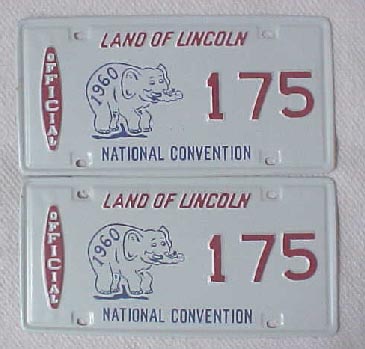 LAND OF LINCOLN
OFFICIAL
1960
175
NATIONAL CONVENTION
LAND OF LINCOLN
OFFICIAL
1960
175
NATIONAL CONVENTION